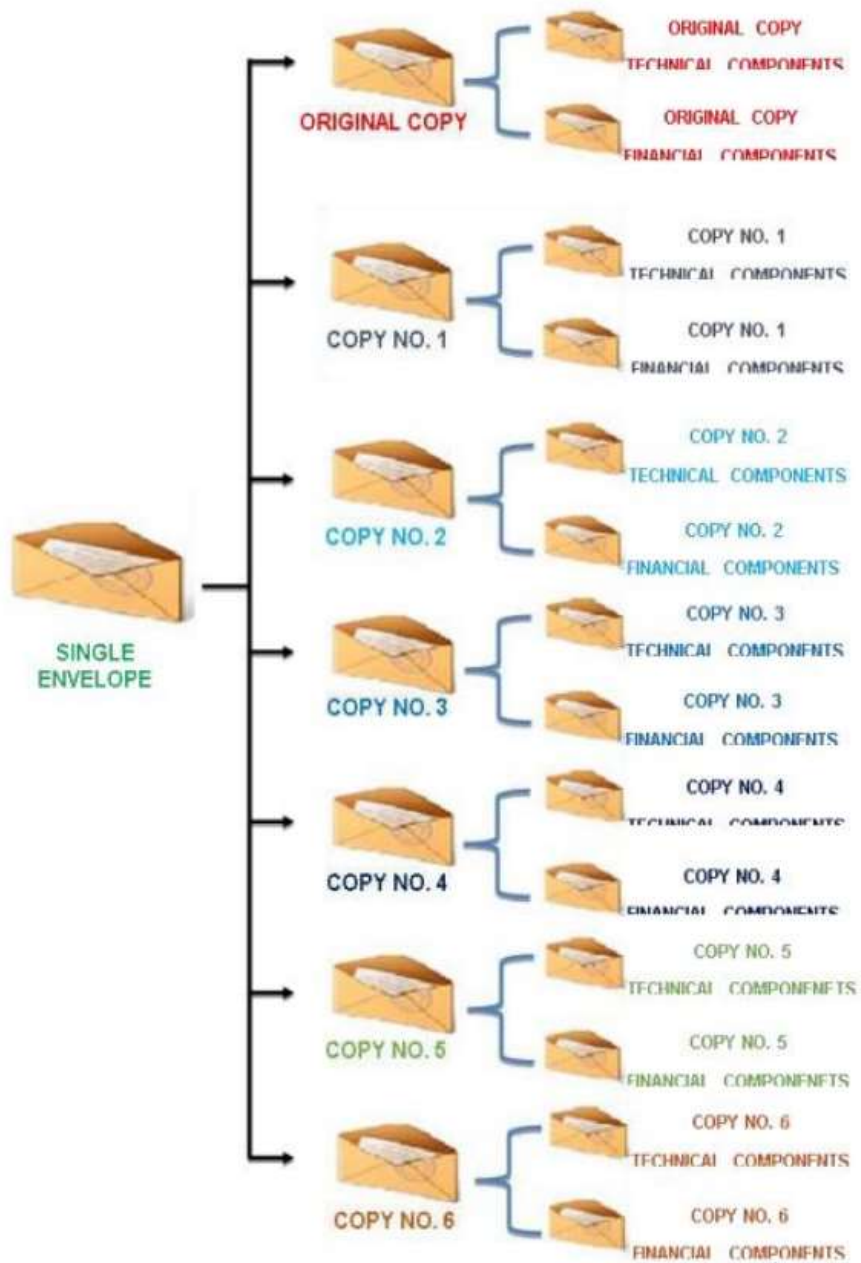 ORIGINAL COPY
TECHNICAL COMPONENTS
ORIGINAL COPY
ORIGINAL COPY
FINANCIAL COMPONENTS
COPY NO. 1
TECHNICAL COMPONENTS
COPY NO. 1
COPY NO. 1
FINANCIAL COMPONENTS
COPY NO. 2
TECHNICAL COMPONENTS
COPY NO. 2
COPY NO. 2
FINANCIAL COMPONENTS
SINGLE
ENVELOPE
COPY NO. 3
TECHNICAL COMPONENTS
COPY NO. 3
COPY NO. 3
FINANCIAL COMPONENTS
COPY NO. 4
TECHNICAL COMPONENTS
COPY NO. 4
COPY NO. 4
FINANCIAL COMPONENTS
COPY NO. 5
TECHNICAL COMPONENETS
COPY NO. 5
COPY NO. 5
FINANCIAL COMPONENETS
COPY NO. 6
TECHNICAL COMPONENTS
COPY NO. 6
COPY NO. 6
FINANCIAL COMPONENTS